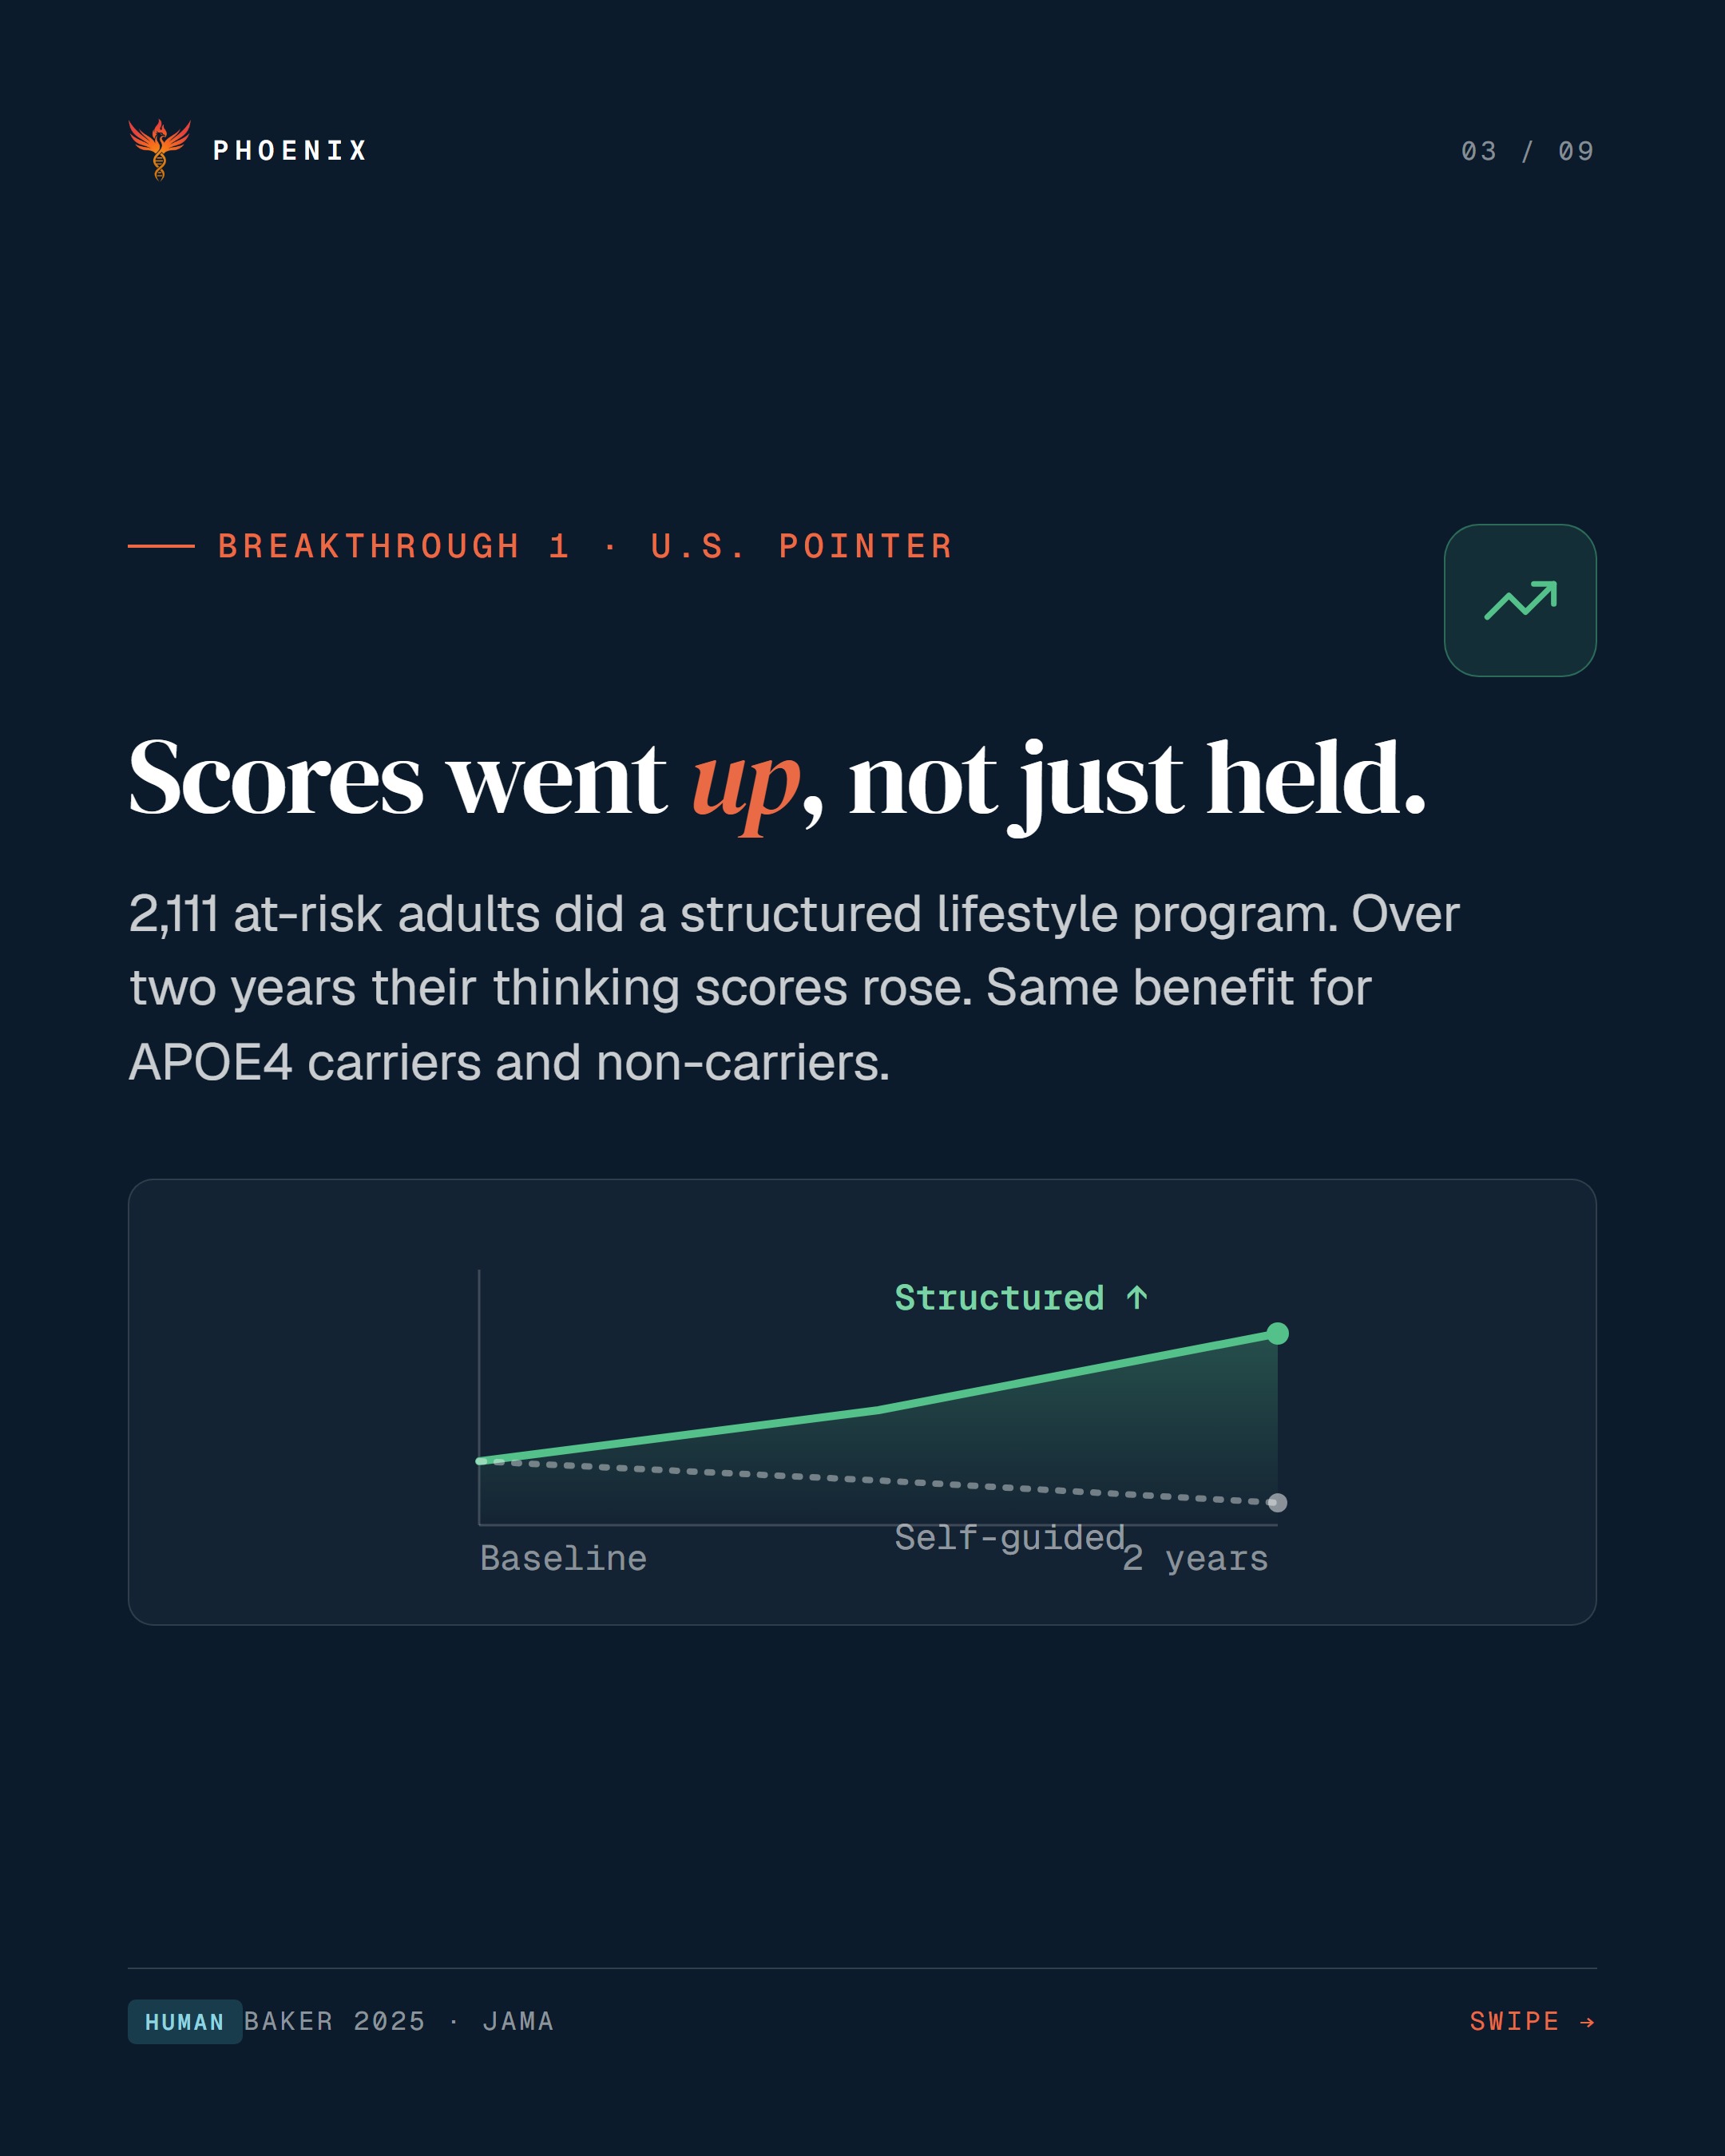 PHOENIX
03 / 09
BREAKTHROUGH 1 · U.S. POINTER
Scores went up, not just held.
2,111 at-risk adults did a structured lifestyle program. Over
two years their thinking scores rose. Same benefit for
APOE4 carriers and non-carriers.
Structured ↑
Self-guided
Baseline
2 years
HUMAN
BAKER 2025 · JAMA
SWIPE →